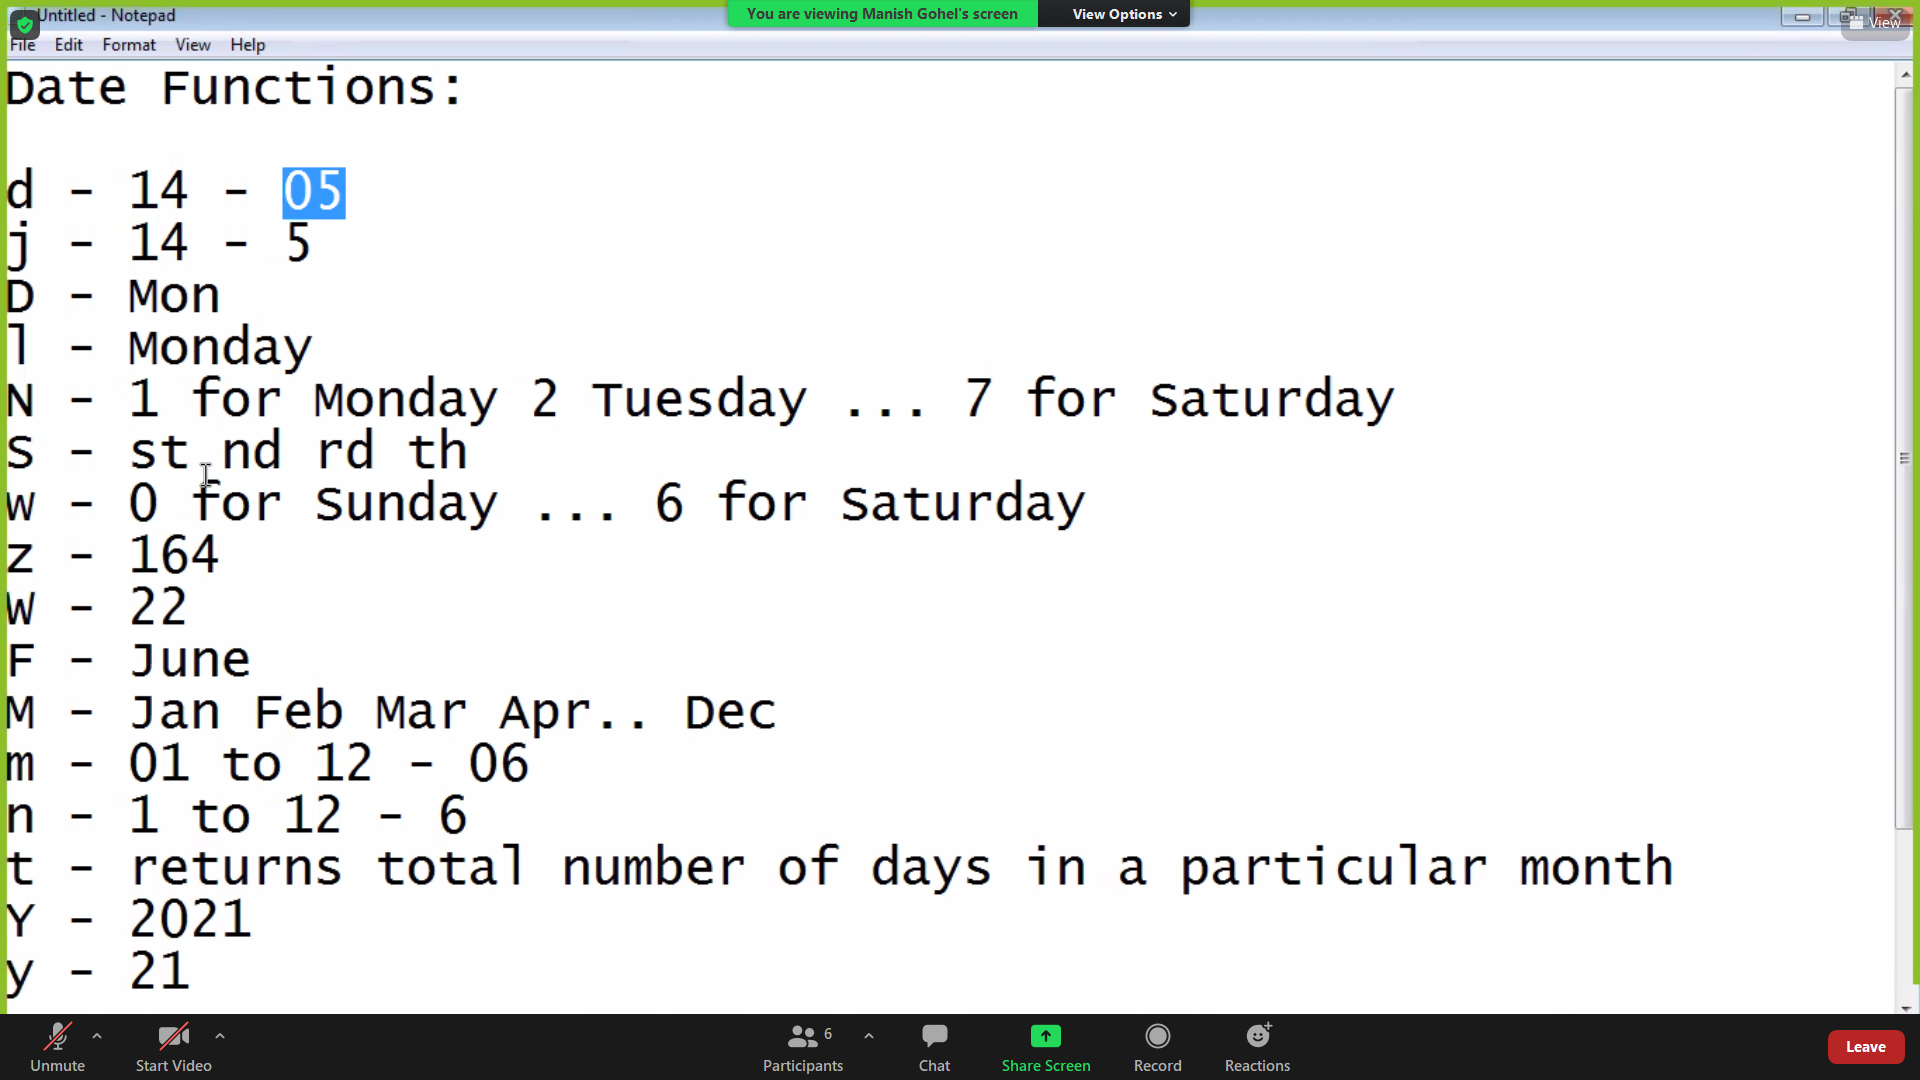 Untitled - Notepad
You are viewing Manish Gohel's screen
View Options
View
File Edit Format View Help
Date Functions:
d - 14 - 05
j - 14 - 5
D - Mon
l - Monday
N - 1 for Monday 2 Tuesday ... 7 for Saturday
S - st nd rd th
w - 0 for Sunday ... 6 for Saturday
z - 164
W - 22
F - June
M - Jan Feb Mar Apr.. Dec
m - 01 to 12 - 06
n - 1 to 12 - 6
t - returns total number of days in a particular month
Y - 2021
y - 21
6
Unmute Start Video Participants Chat Share Screen Record Reactions Leave